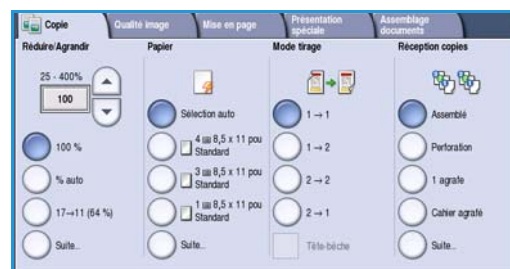 Copie
Qualité image
Mise en page
Présentation
spéciale
Assemblage
documents
Réduire/Agrandir
25 - 400%
100
100 %
% auto
17→11 (64 %)
Suite...
Papier
Sélection auto
4 8,5 x 11 pou
Standard
3 8,5 x 11 pou
Standard
1 8,5 x 11 pou
Standard
Suite...
Mode tirage
1 → 1
1 → 2
2 → 2
2 → 1
Tête-bêche
Réception copies
Assemblé
Perforation
1 agrafe
Cahier agrafé
Suite...